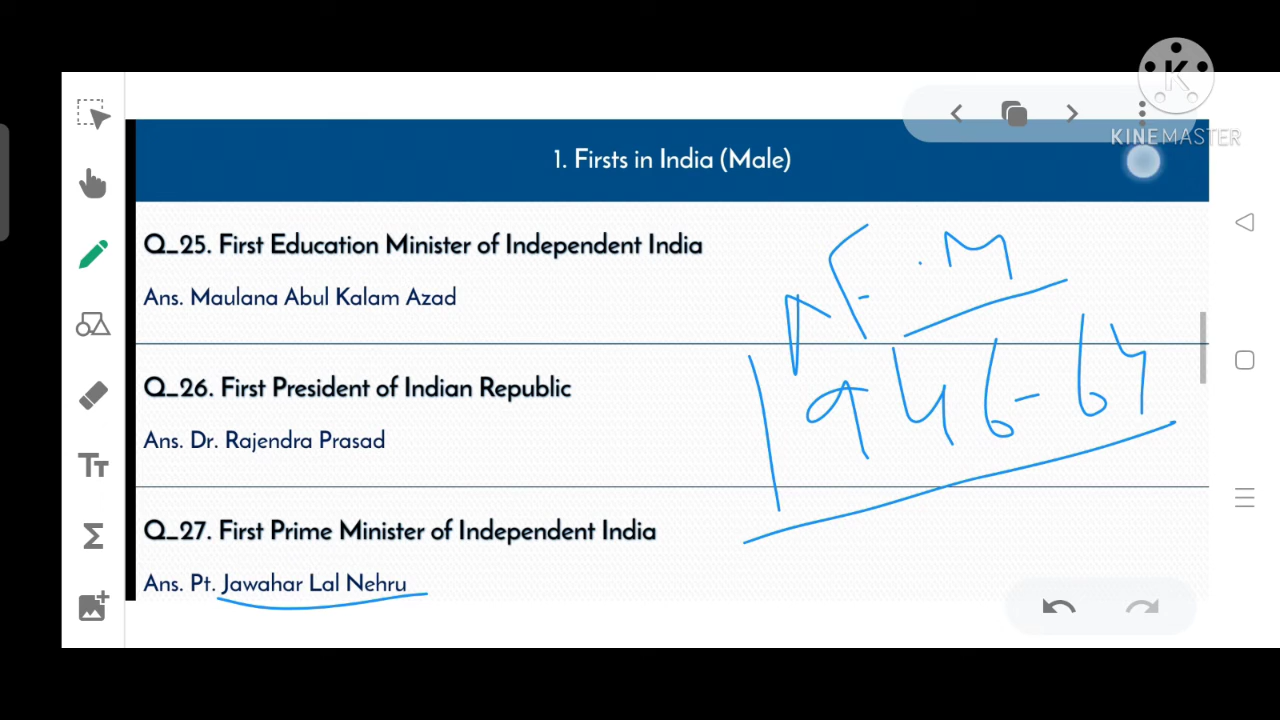 KINEMASTER
1. Firsts in India (Male)
Q_25. First Education Minister of Independent India
Ans. Maulana Abul Kalam Azad
Q_26. First President of Indian Republic
Ans. Dr. Rajendra Prasad
Q_27. First Prime Minister of Independent India
Ans. Pt. Jawahar Lal Nehru
1946-64
Tт
Σ
K